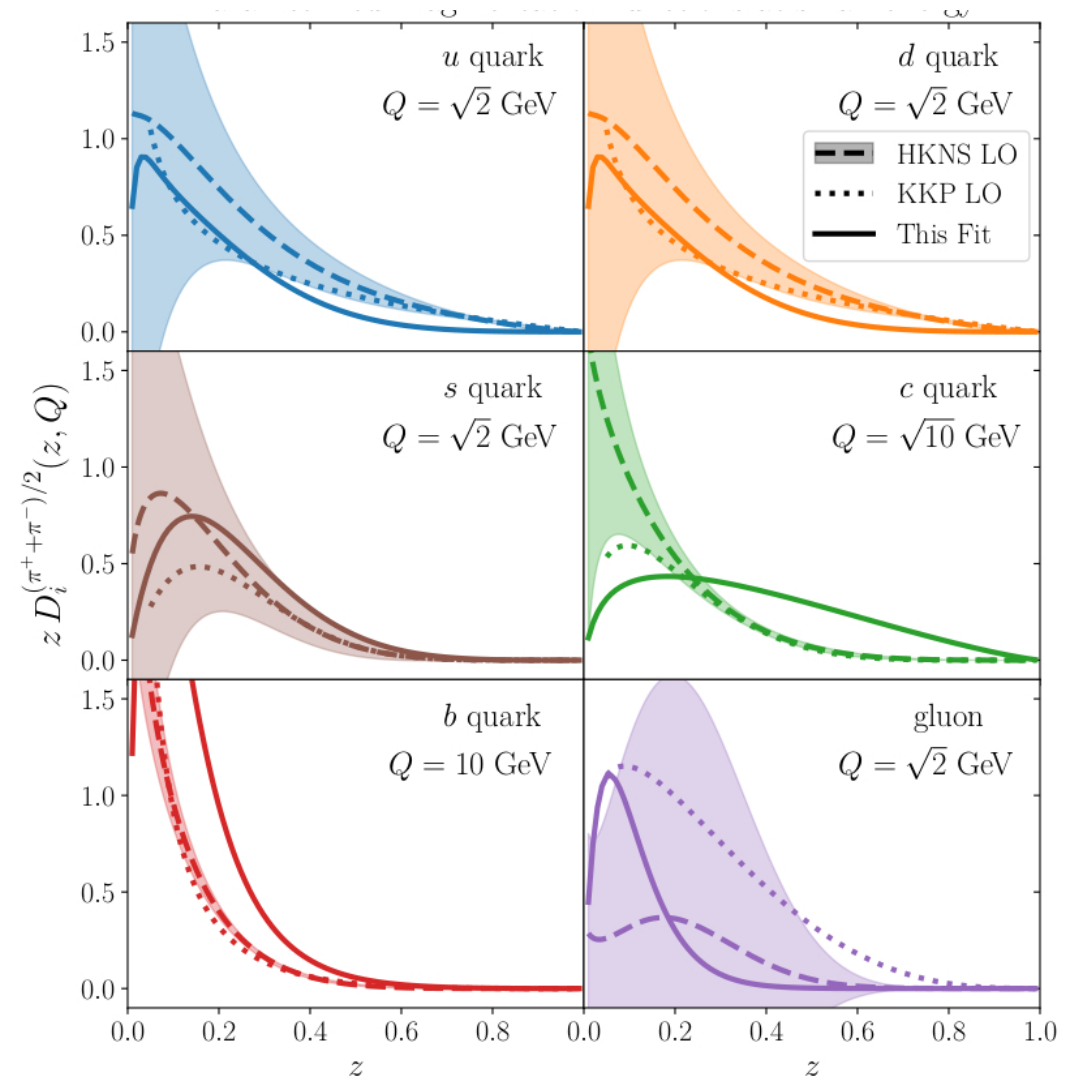 u quark
Q = √2 GeV
d quark
Q = √2 GeV
HKNS LO
KKP LO
This Fit
1.5
1.0
0.5
0.0
s quark
Q = √2 GeV
c quark
Q = √10 GeV
1.5
1.0
0.5
0.0
z D_i^{(π⁺+π⁻)/2}(z, Q)
b quark
Q = 10 GeV
gluon
Q = √2 GeV
1.5
1.0
0.5
0.0
0.0 0.2 0.4 0.6 0.8 0.0 0.2 0.4 0.6 0.8 1.0
z z